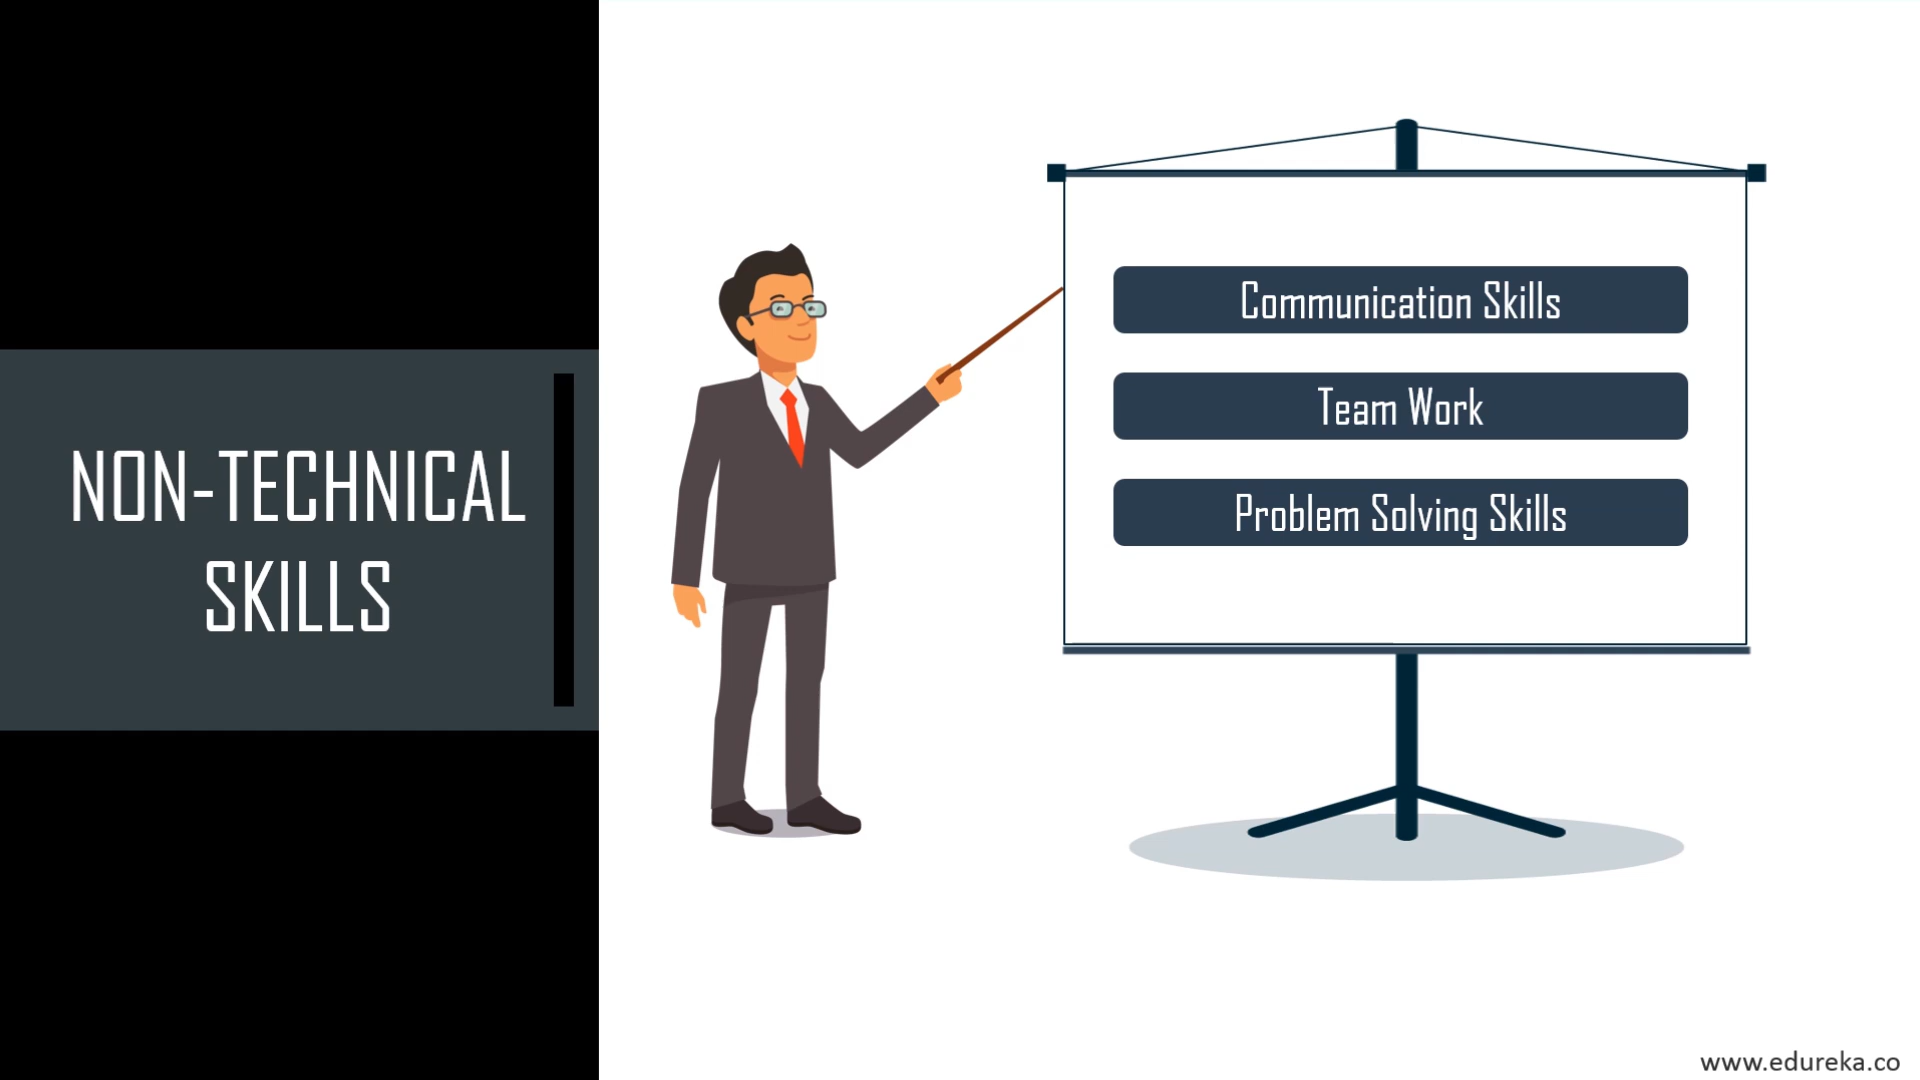 NON-TECHNICAL
SKILLS
Communication Skills
Team Work
Problem Solving Skills
www.edureka.co